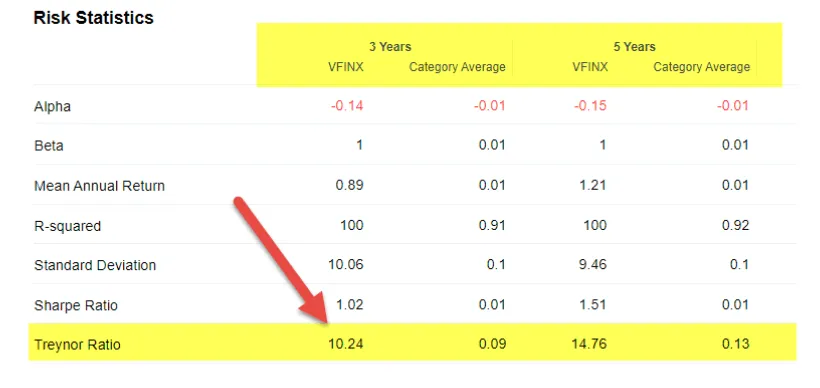 Risk Statistics
3 Years 5 Years
VFINX Category Average VFINX Category Average
Alpha -0.14 -0.01 -0.15 -0.01
Beta 1 0.01 1 0.01
Mean Annual Return 0.89 0.01 1.21 0.01
R-squared 100 0.91 100 0.92
Standard Deviation 10.06 0.1 9.46 0.1
Sharpe Ratio 1.02 0.01 1.51 0.01
Treynor Ratio 10.24 0.09 14.76 0.13